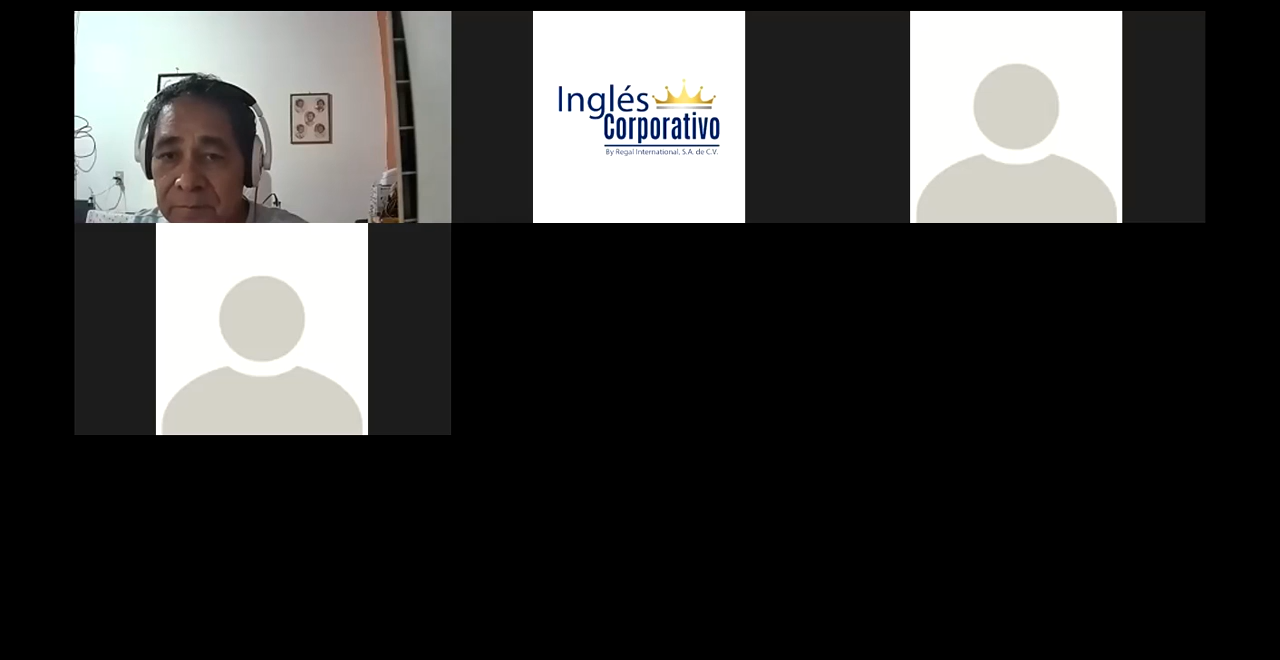 Inglés
Corporativo
By Regal International, S.A. de C.V.